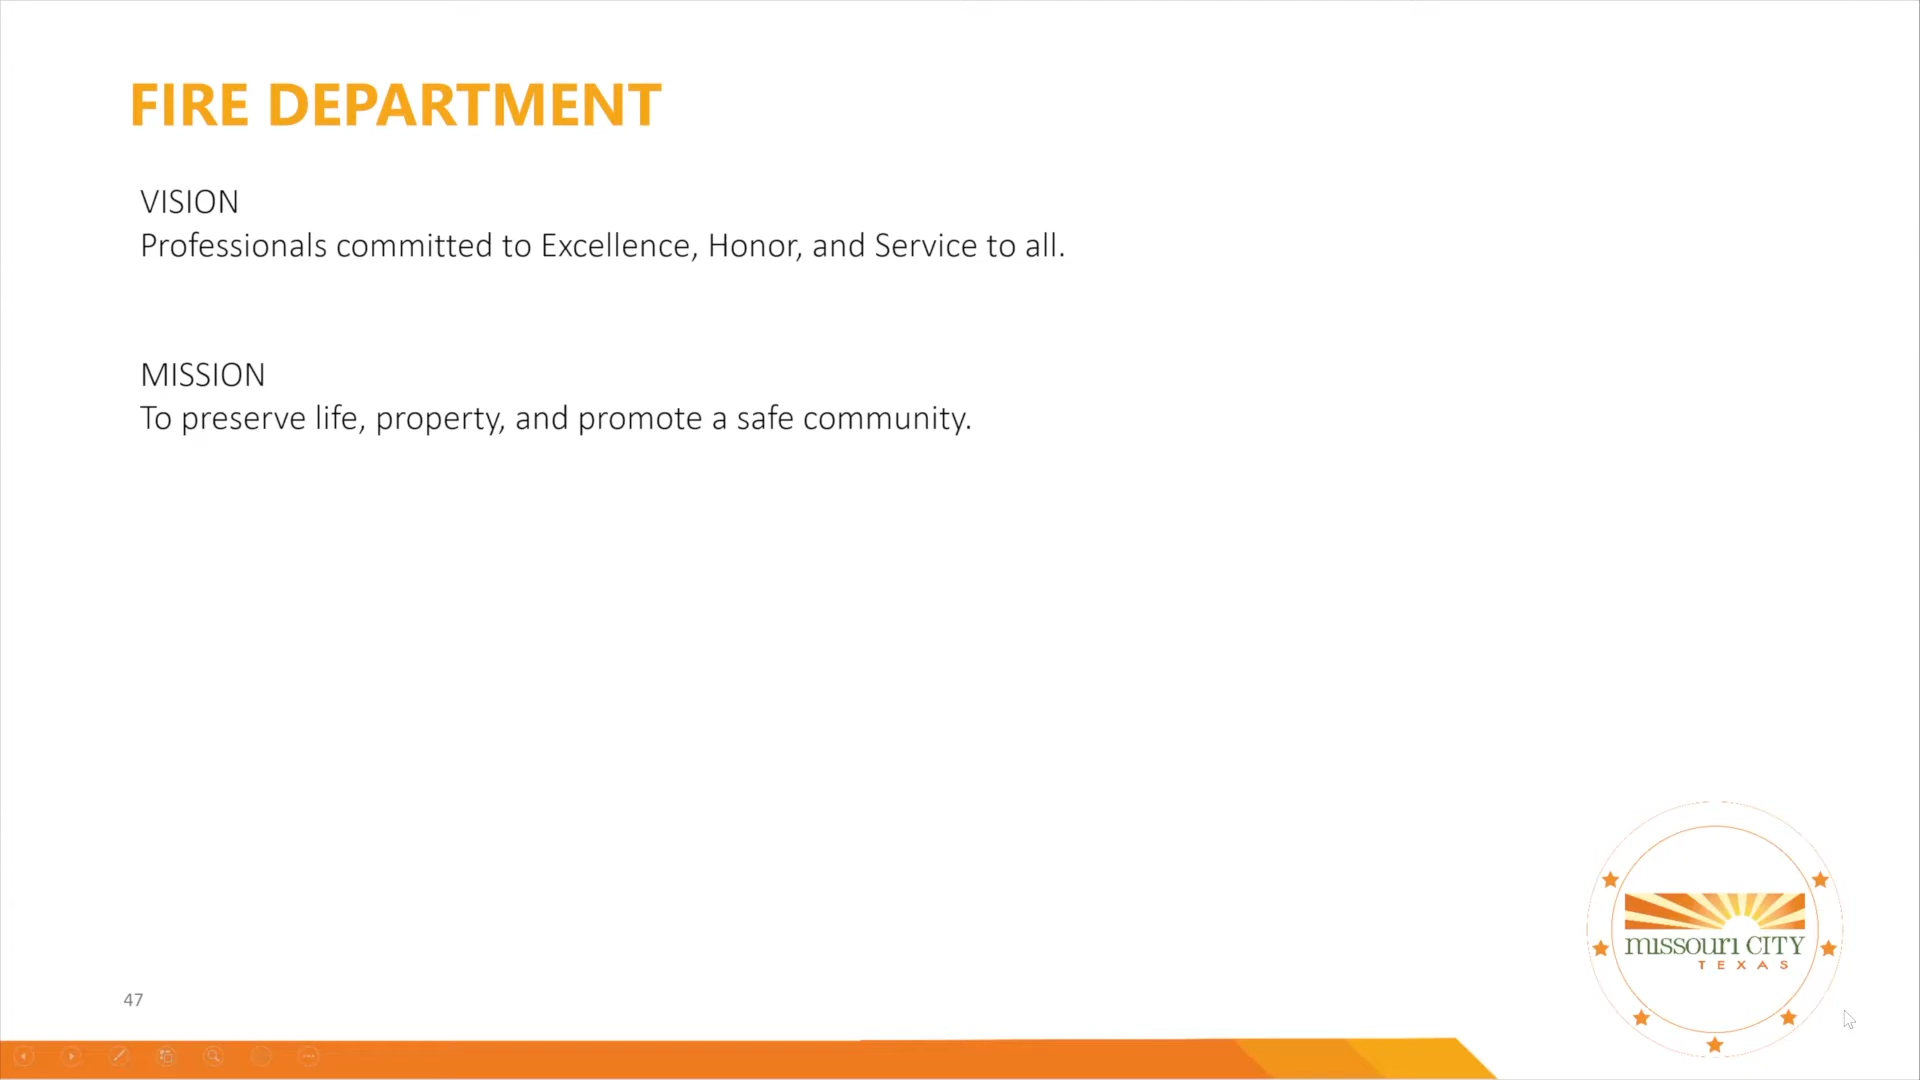 FIRE DEPARTMENT
VISION
Professionals committed to Excellence, Honor, and Service to all.
MISSION
To preserve life, property, and promote a safe community.
missouri CITY
TEXAS
47